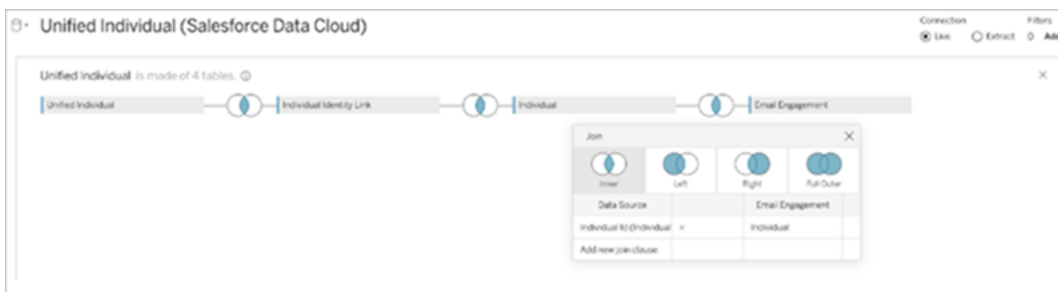 Unified Individual (Salesforce Data Cloud)
Connection
Live
Extract
Filters
0
Add
Unified Individual is made of 4 tables.
Unified Individual
Individual Identity Link
Individual
Email Engagement
Join
Inner
Left
Right
Full Outer
Data Source
Email Engagement
Individual Id (Individual
=
Individual
Add new join clause